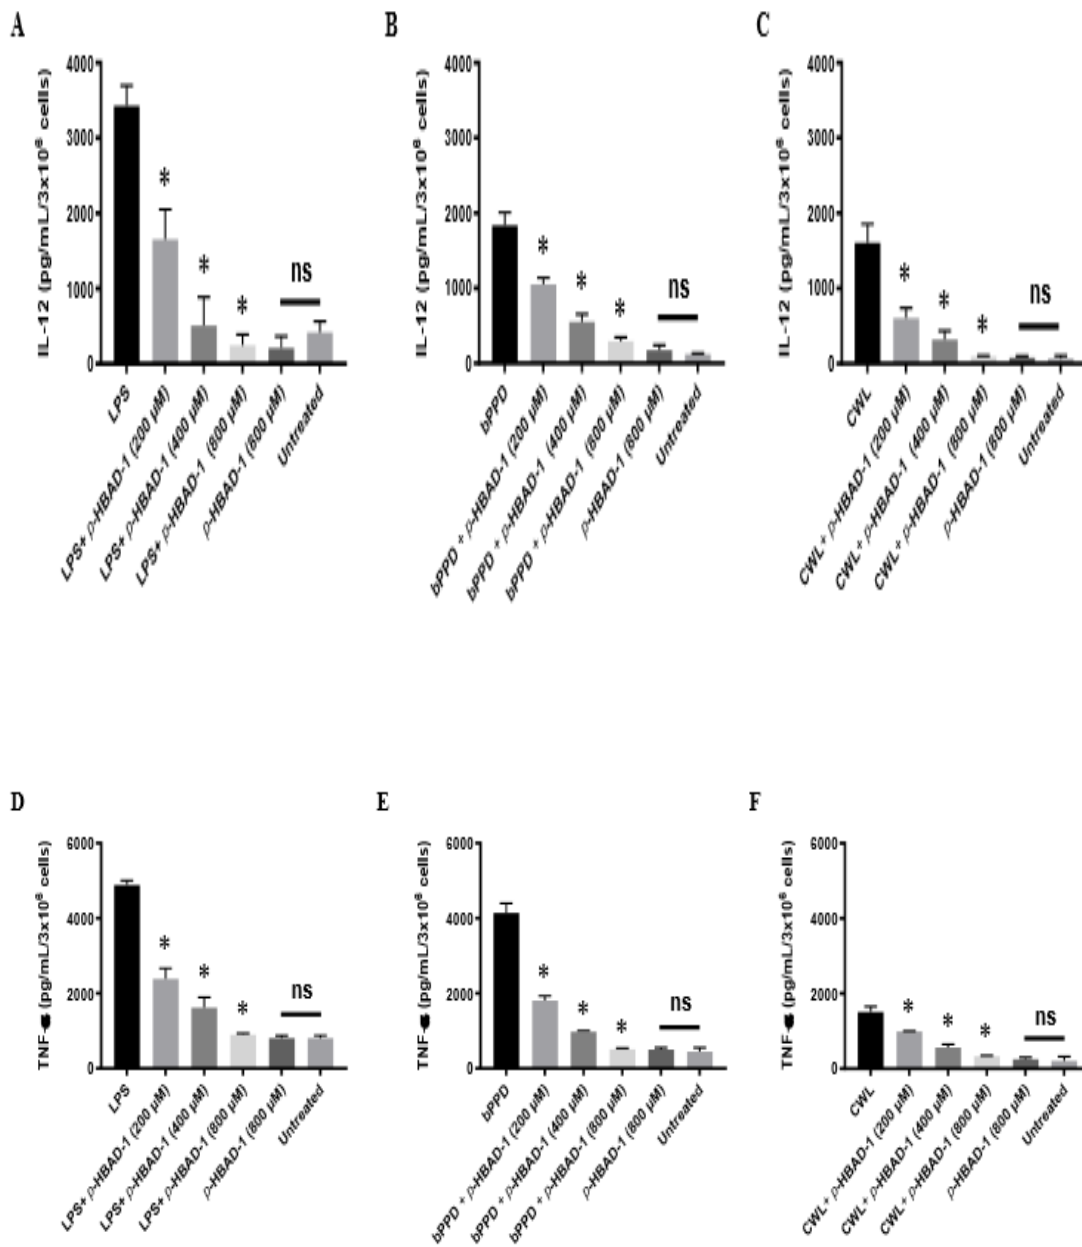 A
IL-12 (pg/mL/3x10⁶ cells)
4000
3000
2000
1000
0
*
*
*
ns
LPS
LPS+ ρ-HBAD-1 (200 µM)
LPS+ ρ-HBAD-1 (400 µM)
LPS+ ρ-HBAD-1 (800 µM)
ρ-HBAD-1 (800 µM)
Untreated
B
IL-12 (pg/mL/3x10⁶ cells)
4000
3000
2000
1000
0
*
*
*
ns
bPPD
bPPD + ρ-HBAD-1 (200 µM)
bPPD + ρ-HBAD-1 (400 µM)
bPPD + ρ-HBAD-1 (800 µM)
ρ-HBAD-1 (800 µM)
Untreated
C
IL-12 (pg/mL/3x10⁶ cells)
4000
3000
2000
1000
0
*
*
*
ns
CWL
CWL+ ρ-HBAD-1 (200 µM)
CWL+ ρ-HBAD-1 (400 µM)
CWL+ ρ-HBAD-1 (800 µM)
ρ-HBAD-1 (800 µM)
Untreated
D
TNF- (pg/mL/3x10⁶ cells)
6000
4000
2000
0
*
*
*
ns
LPS
LPS+ ρ-HBAD-1 (200 µM)
LPS+ ρ-HBAD-1 (400 µM)
LPS+ ρ-HBAD-1 (800 µM)
ρ-HBAD-1 (800 µM)
Untreated
E
TNF- (pg/mL/3x10⁶ cells)
6000
4000
2000
0
*
*
*
ns
bPPD
bPPD + ρ-HBAD-1 (200 µM)
bPPD + ρ-HBAD-1 (400 µM)
bPPD + ρ-HBAD-1 (800 µM)
ρ-HBAD-1 (800 µM)
Untreated
F
TNF- (pg/mL/3x10⁶ cells)
6000
4000
2000
0
*
*
*
ns
CWL
CWL+ ρ-HBAD-1 (200 µM)
CWL+ ρ-HBAD-1 (400 µM)
CWL+ ρ-HBAD-1 (800 µM)
ρ-HBAD-1 (800 µM)
Untreated